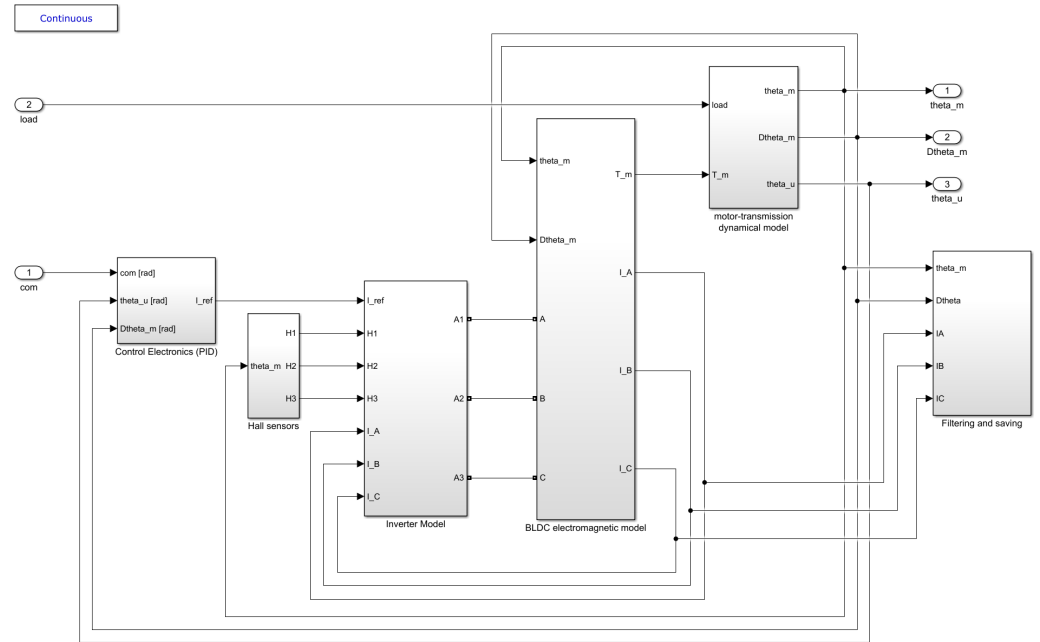 Continuous
2
load
load
T_m
theta_m
Dtheta_m
theta_u
motor-transmission
dynamical model
1
theta_m
2
Dtheta_m
3
theta_u
theta_m
Dtheta_m
A
B
C
T_m
I_A
I_B
I_C
BLDC electromagnetic model
1
com
com [rad]
theta_u [rad]
Dtheta_m [rad]
I_ref
Control Electronics (PID)
theta_m
H1
H2
H3
Hall sensors
I_ref
H1
H2
H3
I_A
I_B
I_C
A1
A2
A3
Inverter Model
theta_m
Dtheta
IA
IB
IC
Filtering and saving